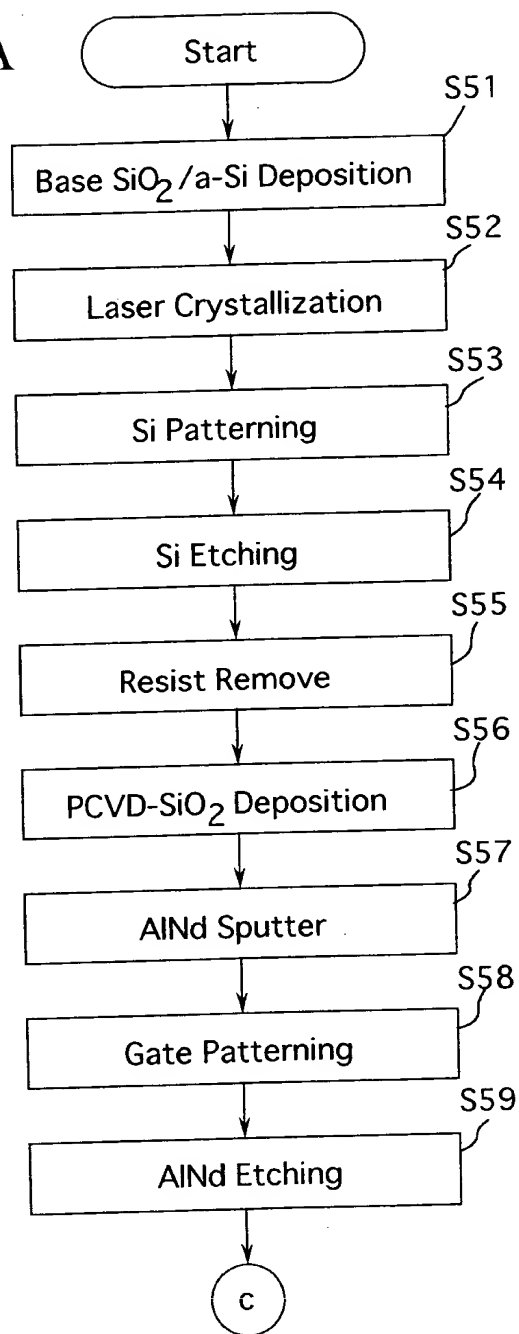 A
Start
S51
Base SiO2/a-Si Deposition
S52
Laser Crystallization
S53
Si Patterning
S54
Si Etching
S55
Resist Remove
S56
PCVD-SiO2 Deposition
S57
AlNd Sputter
S58
Gate Patterning
S59
AlNd Etching
c